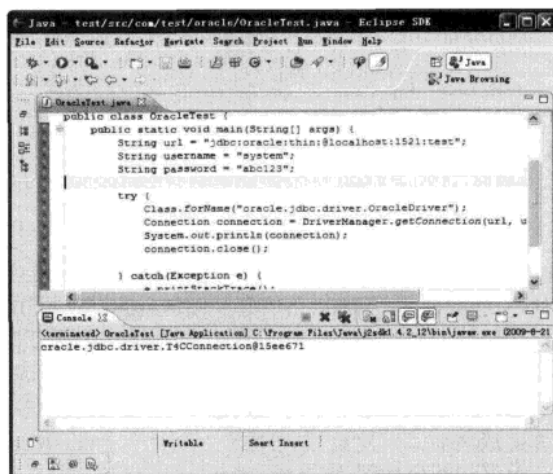 Java - test/src/com/test/oracle/OracleTest.java - Eclipse SDK
File Edit Source Refactor Navigate Search Project Run Window Help
Java
Java Browsing
OracleTest.java
public class OracleTest {
public static void main(String[] args) {
String url = "jdbc:oracle:thin:@localhost:1521:test";
String username = "system";
String password = "abc123";
try {
Class.forName("oracle.jdbc.driver.OracleDriver");
Connection connection = DriverManager.getConnection(url, u
System.out.println(connection);
connection.close();
} catch(Exception e) {
e.printStackTrace();
Console
<terminated> OracleTest [Java Application] C:\Program Files\Java\j2sdk1.4.2_12\bin\javaw.exe (2009-8-21
oracle.jdbc.driver.T4CConnection@15ee671
Writable Smart Insert